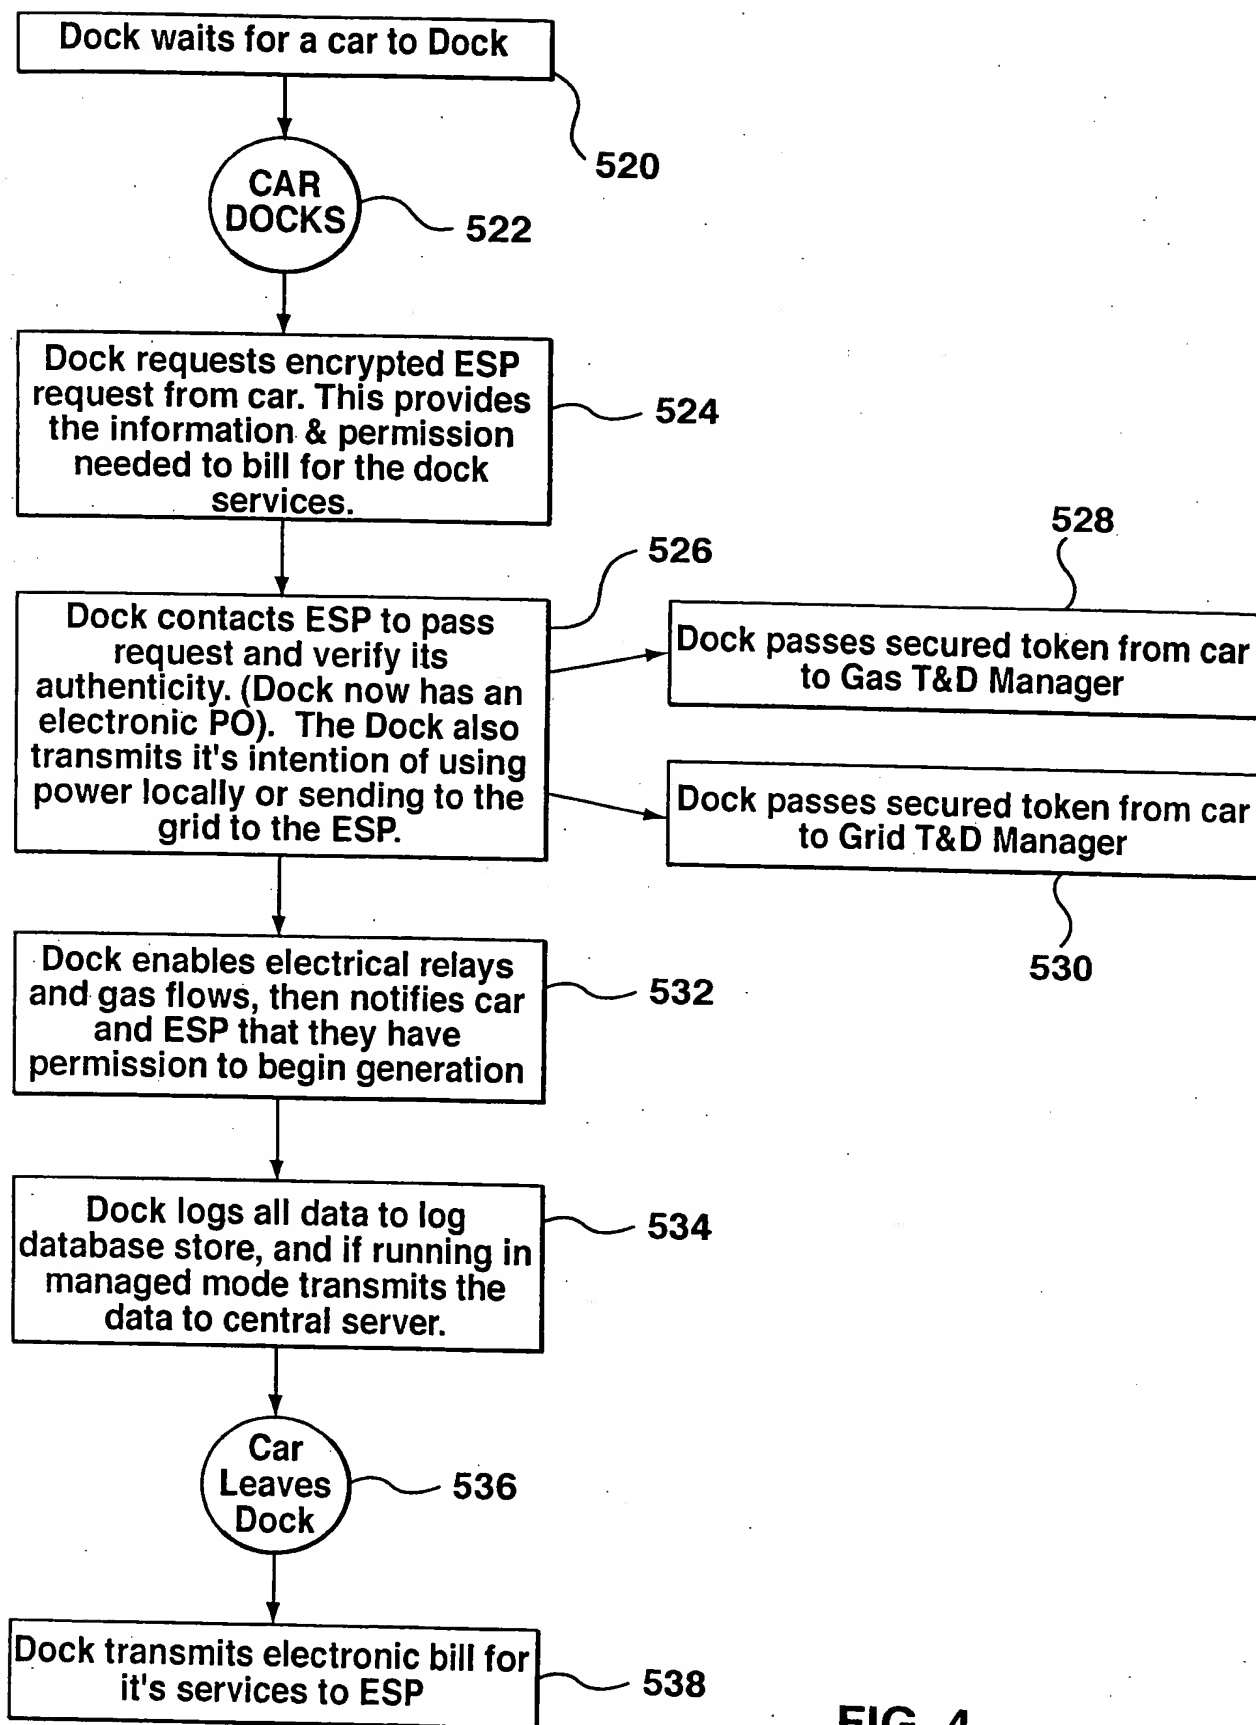 Dock waits for a car to Dock
520
CAR
DOCKS
522
Dock requests encrypted ESP
request from car. This provides
the information & permission
needed to bill for the dock
services.
524
526
Dock contacts ESP to pass
request and verify its
authenticity. (Dock now has an
electronic PO). The Dock also
transmits it's intention of using
power locally or sending to the
grid to the ESP.
528
Dock passes secured token from car
to Gas T&D Manager
Dock passes secured token from car
to Grid T&D Manager
530
Dock enables electrical relays
and gas flows, then notifies car
and ESP that they have
permission to begin generation
532
Dock logs all data to log
database store, and if running in
managed mode transmits the
data to central server.
534
Car
Leaves
Dock
536
Dock transmits electronic bill for
it's services to ESP
538
FIG. 4